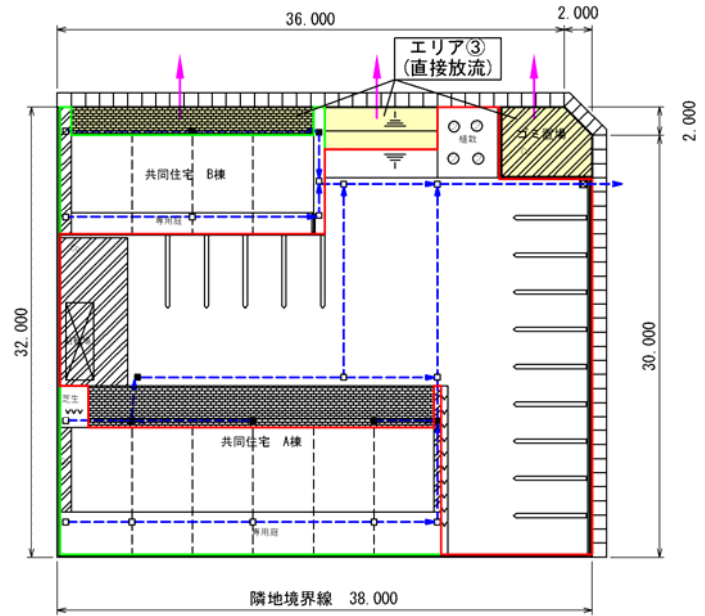 36.000
2.000
エリア③
(直接放流)
2.000
ゴミ置場
植栽
共同住宅 B棟
専用庭
32.000
30.000
芝生
共同住宅 A棟
専用庭
隣地境界線 38.000